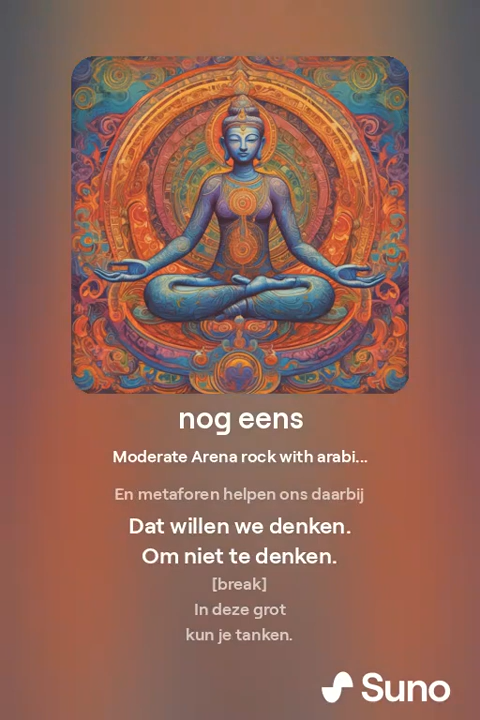 nog eens
Moderate Arena rock with arabi...
En metaforen helpen ons daarbij
Dat willen we denken.
Om niet te denken.
[break]
In deze grot
kun je tanken.
Suno